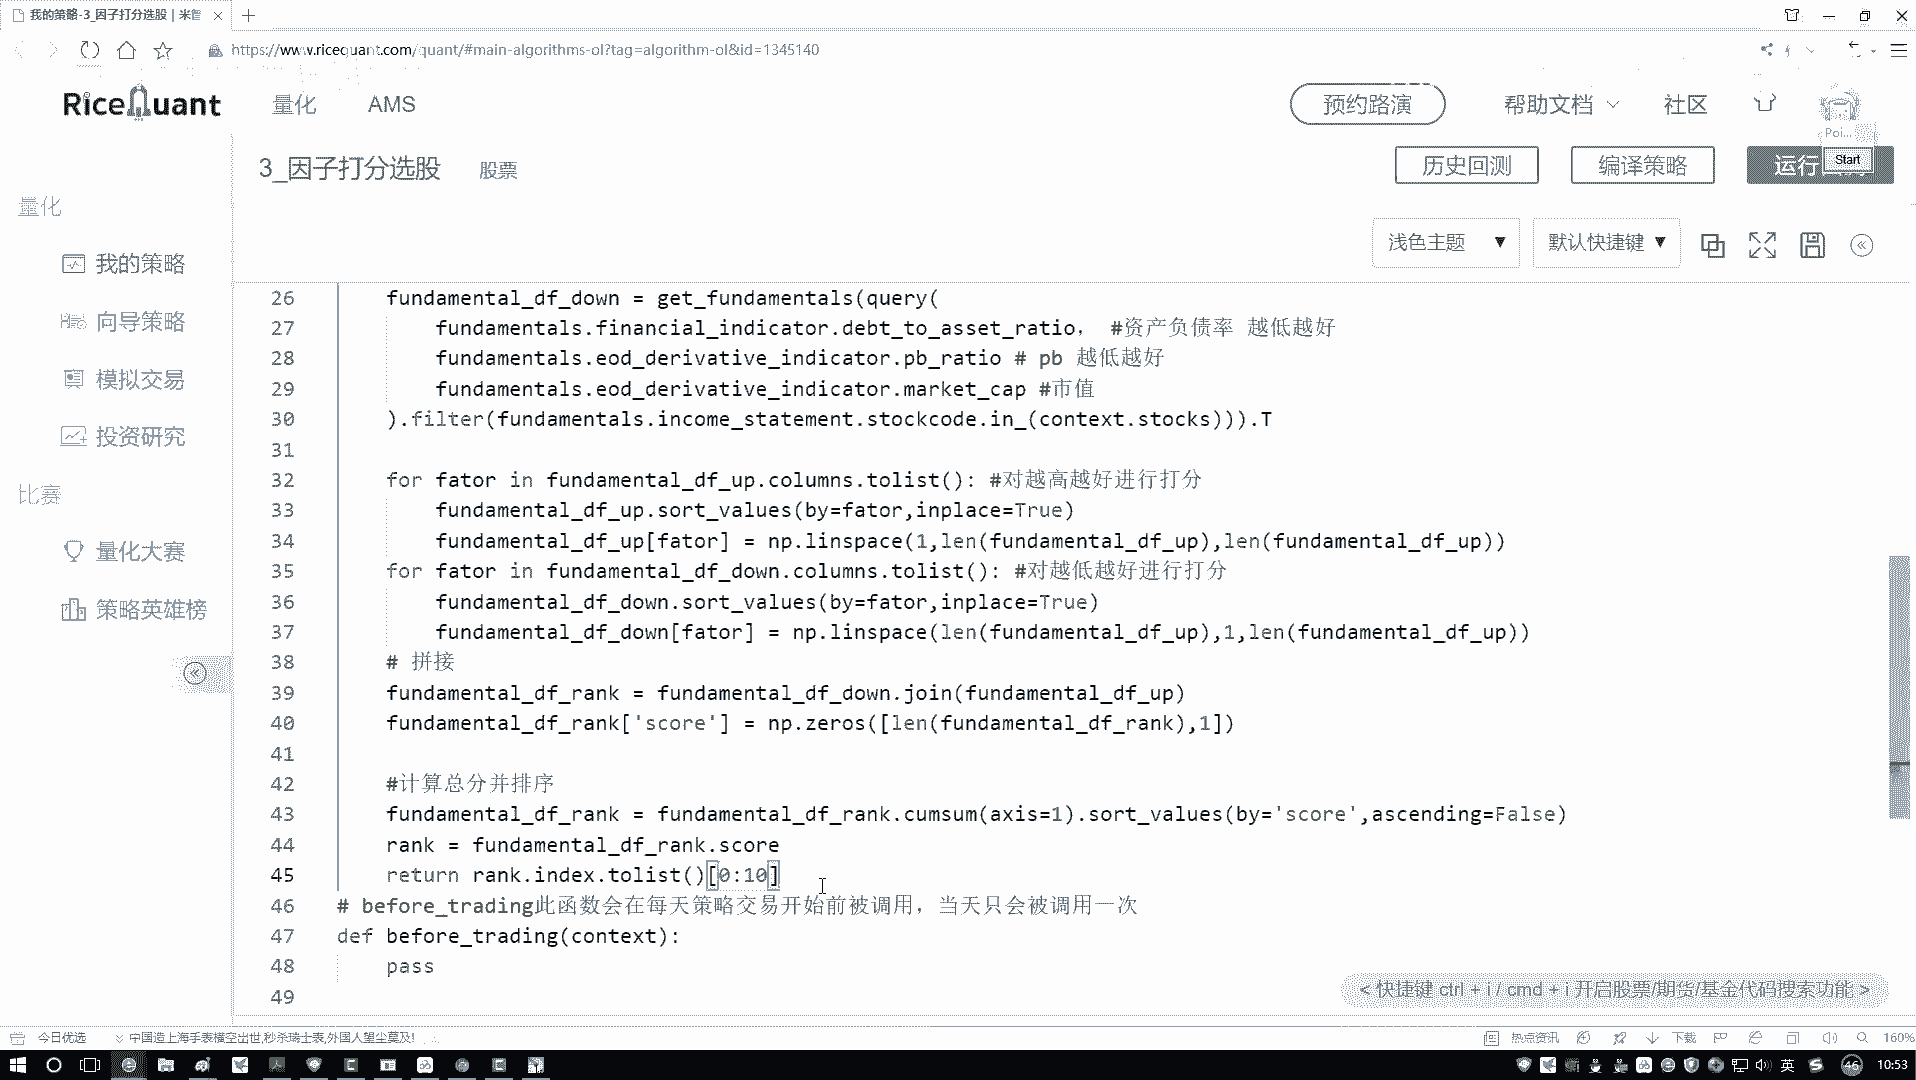 我的策略-3_因子打分选股 | 米筐
https://www.ricequant.com/quant/#main-algorithms-ol?tag=algorithm-ol&id=1345140
RiceQuant 量化 AMS 预约路演 帮助文档 社区
Poi...
3_因子打分选股 股票 历史回测 编译策略 运行
Start
量化
我的策略
向导策略
模拟交易
投资研究
比赛
量化大赛
策略英雄榜
浅色主题 ▼ 默认快捷键 ▼
26 fundamental_df_down = get_fundamentals(query(
27 fundamentals.financial_indicator.debt_to_asset_ratio, #资产负债率 越低越好
28 fundamentals.eod_derivative_indicator.pb_ratio # pb 越低越好
29 fundamentals.eod_derivative_indicator.market_cap #市值
30 ).filter(fundamentals.income_statement.stockcode.in_(context.stocks))).T
31
32 for fator in fundamental_df_up.columns.tolist(): #对越高越好进行打分
33 fundamental_df_up.sort_values(by=fator,inplace=True)
34 fundamental_df_up[fator] = np.linspace(1,len(fundamental_df_up),len(fundamental_df_up))
35 for fator in fundamental_df_down.columns.tolist(): #对越低越好进行打分
36 fundamental_df_down.sort_values(by=fator,inplace=True)
37 fundamental_df_down[fator] = np.linspace(len(fundamental_df_up),1,len(fundamental_df_up))
38 # 拼接
39 fundamental_df_rank = fundamental_df_down.join(fundamental_df_up)
40 fundamental_df_rank['score'] = np.zeros([len(fundamental_df_rank),1])
41
42 #计算总分并排序
43 fundamental_df_rank = fundamental_df_rank.cumsum(axis=1).sort_values(by='score',ascending=False)
44 rank = fundamental_df_rank.score
45 return rank.index.tolist()[0:10]
46 # before_trading此函数会在每天策略交易开始前被调用，当天只会被调用一次
47 def before_trading(context):
48 pass
49
< 快捷键 ctrl + i / cmd + i 开启股票/期货/基金代码搜索功能 >
今日优选 中国造上海手表横空出世,秒杀瑞士表,外国人望尘莫及! 热点资讯 下载 160%
英 46 10:53